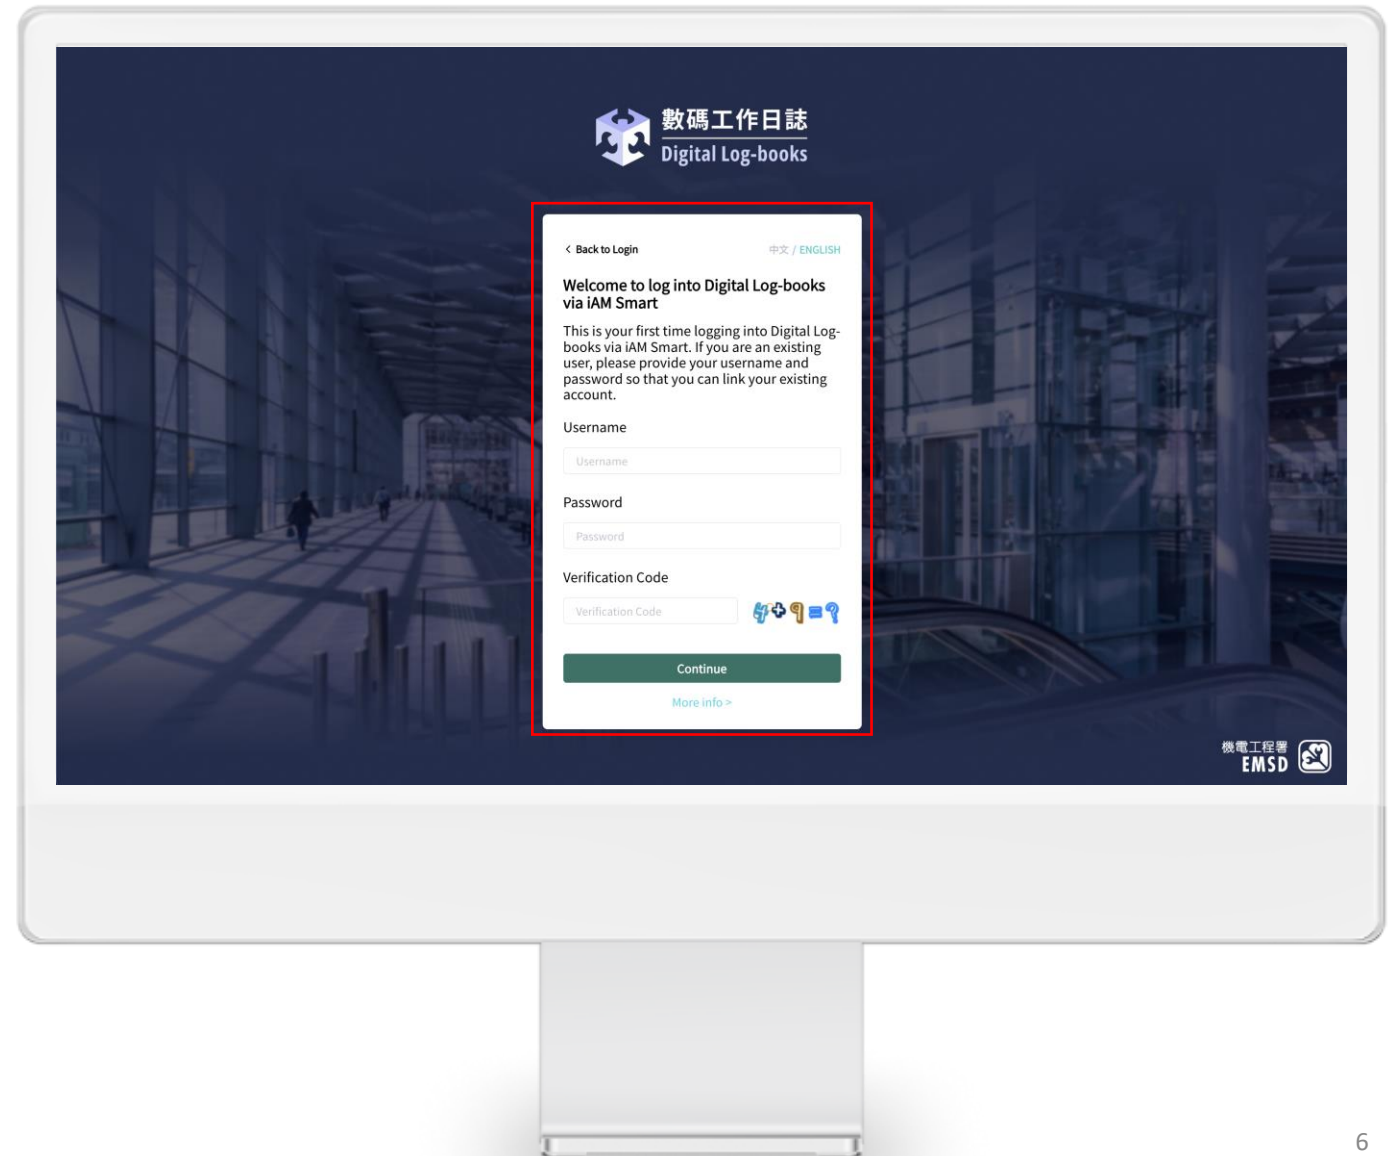 數碼工作日誌
Digital Log-books
< Back to Login
中文 / ENGLISH
Welcome to log into Digital Log-books
via iAM Smart
This is your first time logging into Digital Log-
books via iAM Smart. If you are an existing
user, please provide your username and
password so that you can link your existing
account.
Username
Username
Password
Password
Verification Code
Verification Code
4+9=?
Continue
More info >
機電工程署
EMSD
6